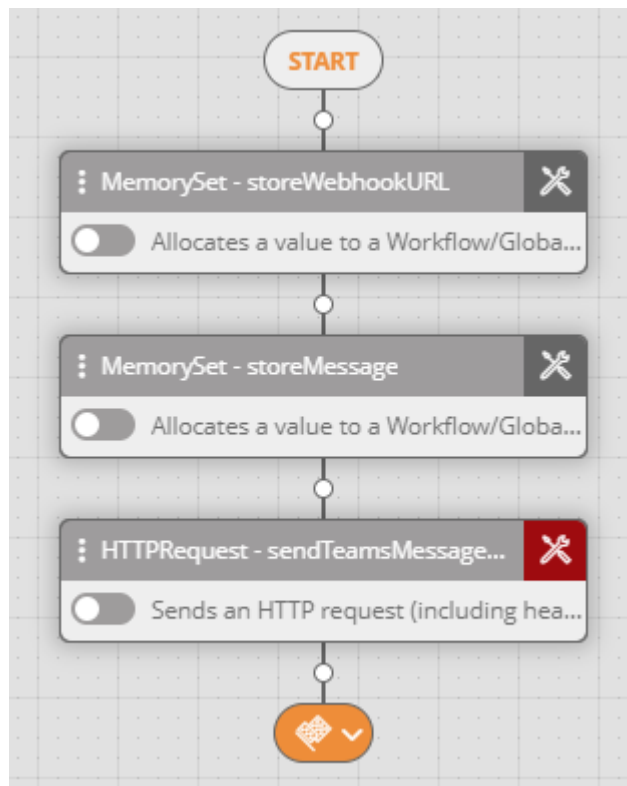 START
MemorySet - storeWebhookURL
Allocates a value to a Workflow/Globa...
MemorySet - storeMessage
Allocates a value to a Workflow/Globa...
HTTPRequest - sendTeamsMessage...
Sends an HTTP request (including hea...